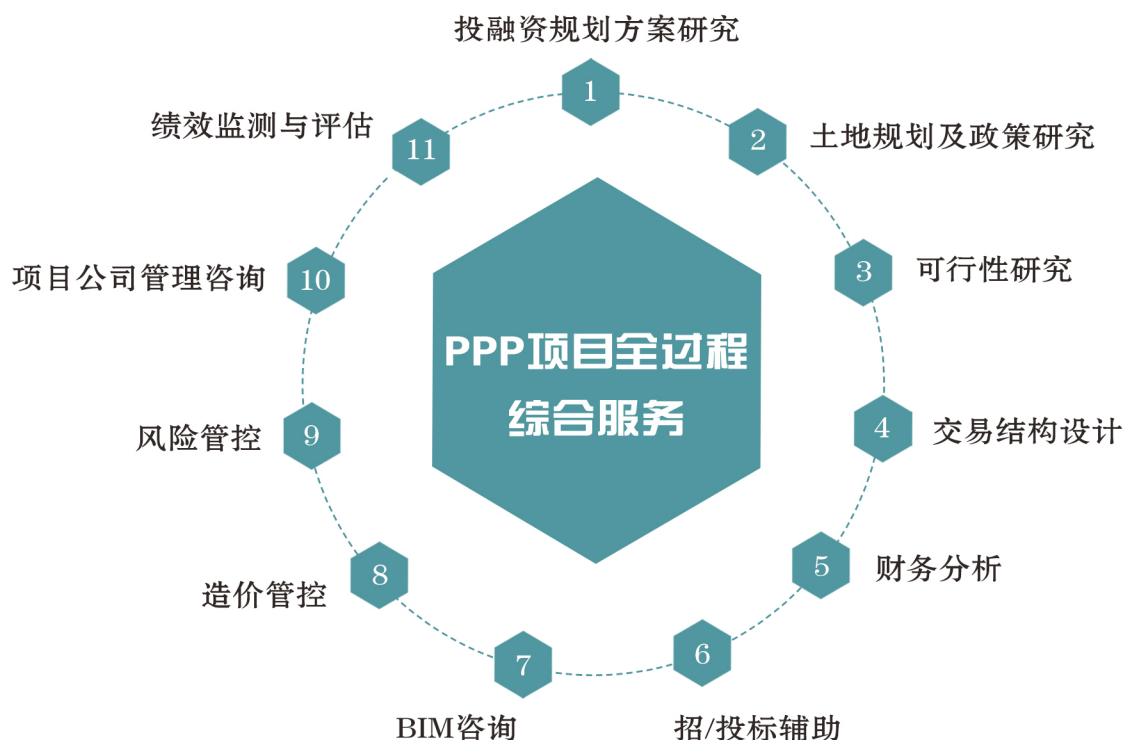 投融资规划方案研究
1
2
土地规划及政策研究
3
可行性研究
4
交易结构设计
5
财务分析
6
招/投标辅助
7
BIM咨询
8
造价管控
9
风险管控
10
项目公司管理咨询
11
绩效监测与评估
PPP项目全过程
综合服务